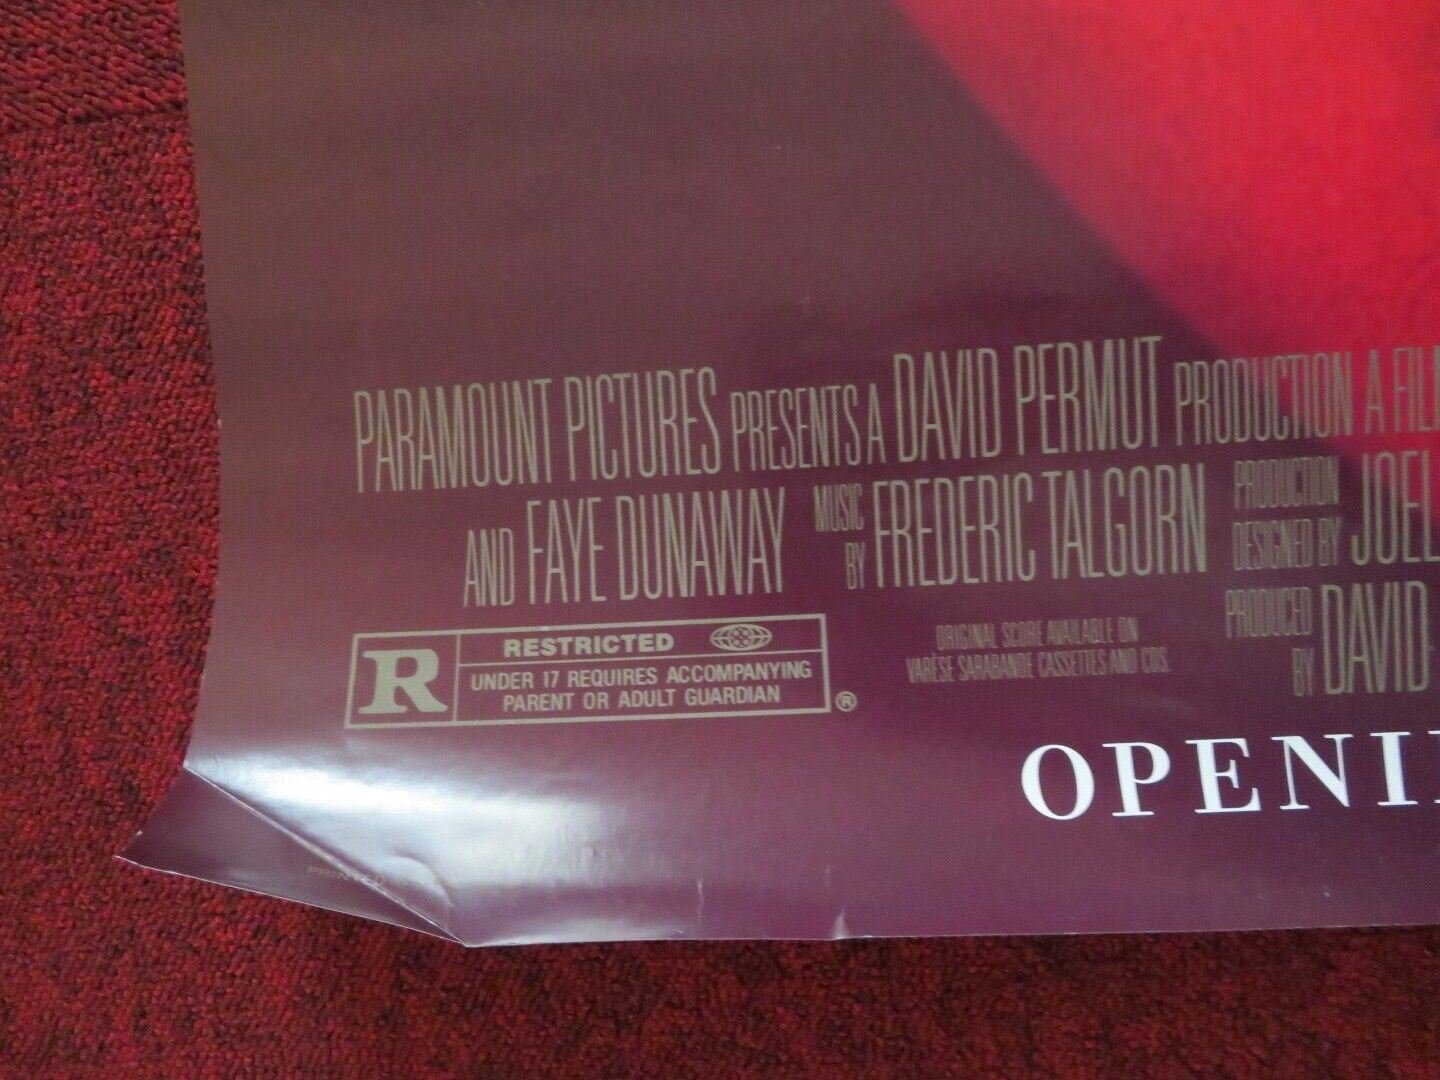 PARAMOUNT PICTURES PRESENTS A DAVID PERMUT PRODUCTION A FIL
AND FAYE DUNAWAY MUSIC BY FREDERIC TALGORN PRODUCTION DESIGNED BY JOEL
R RESTRICTED
UNDER 17 REQUIRES ACCOMPANYING
PARENT OR ADULT GUARDIAN ®
ORIGINAL SCORE AVAILABLE ON
VARÈSE SARABANDE CASSETTES AND CDS.
PRODUCED BY DAVID
OPENI